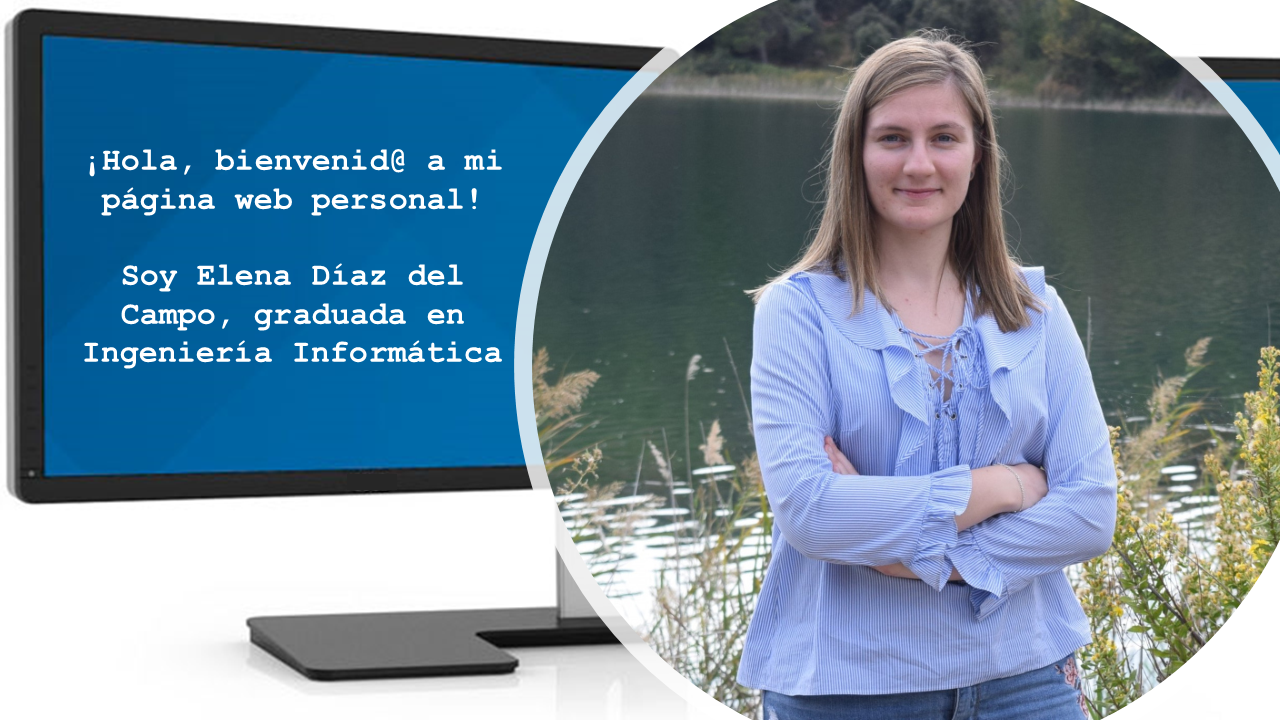 ¡Hola, bienvenid@ a mi
página web personal!
Soy Elena Díaz del
Campo, graduada en
Ingeniería Informática